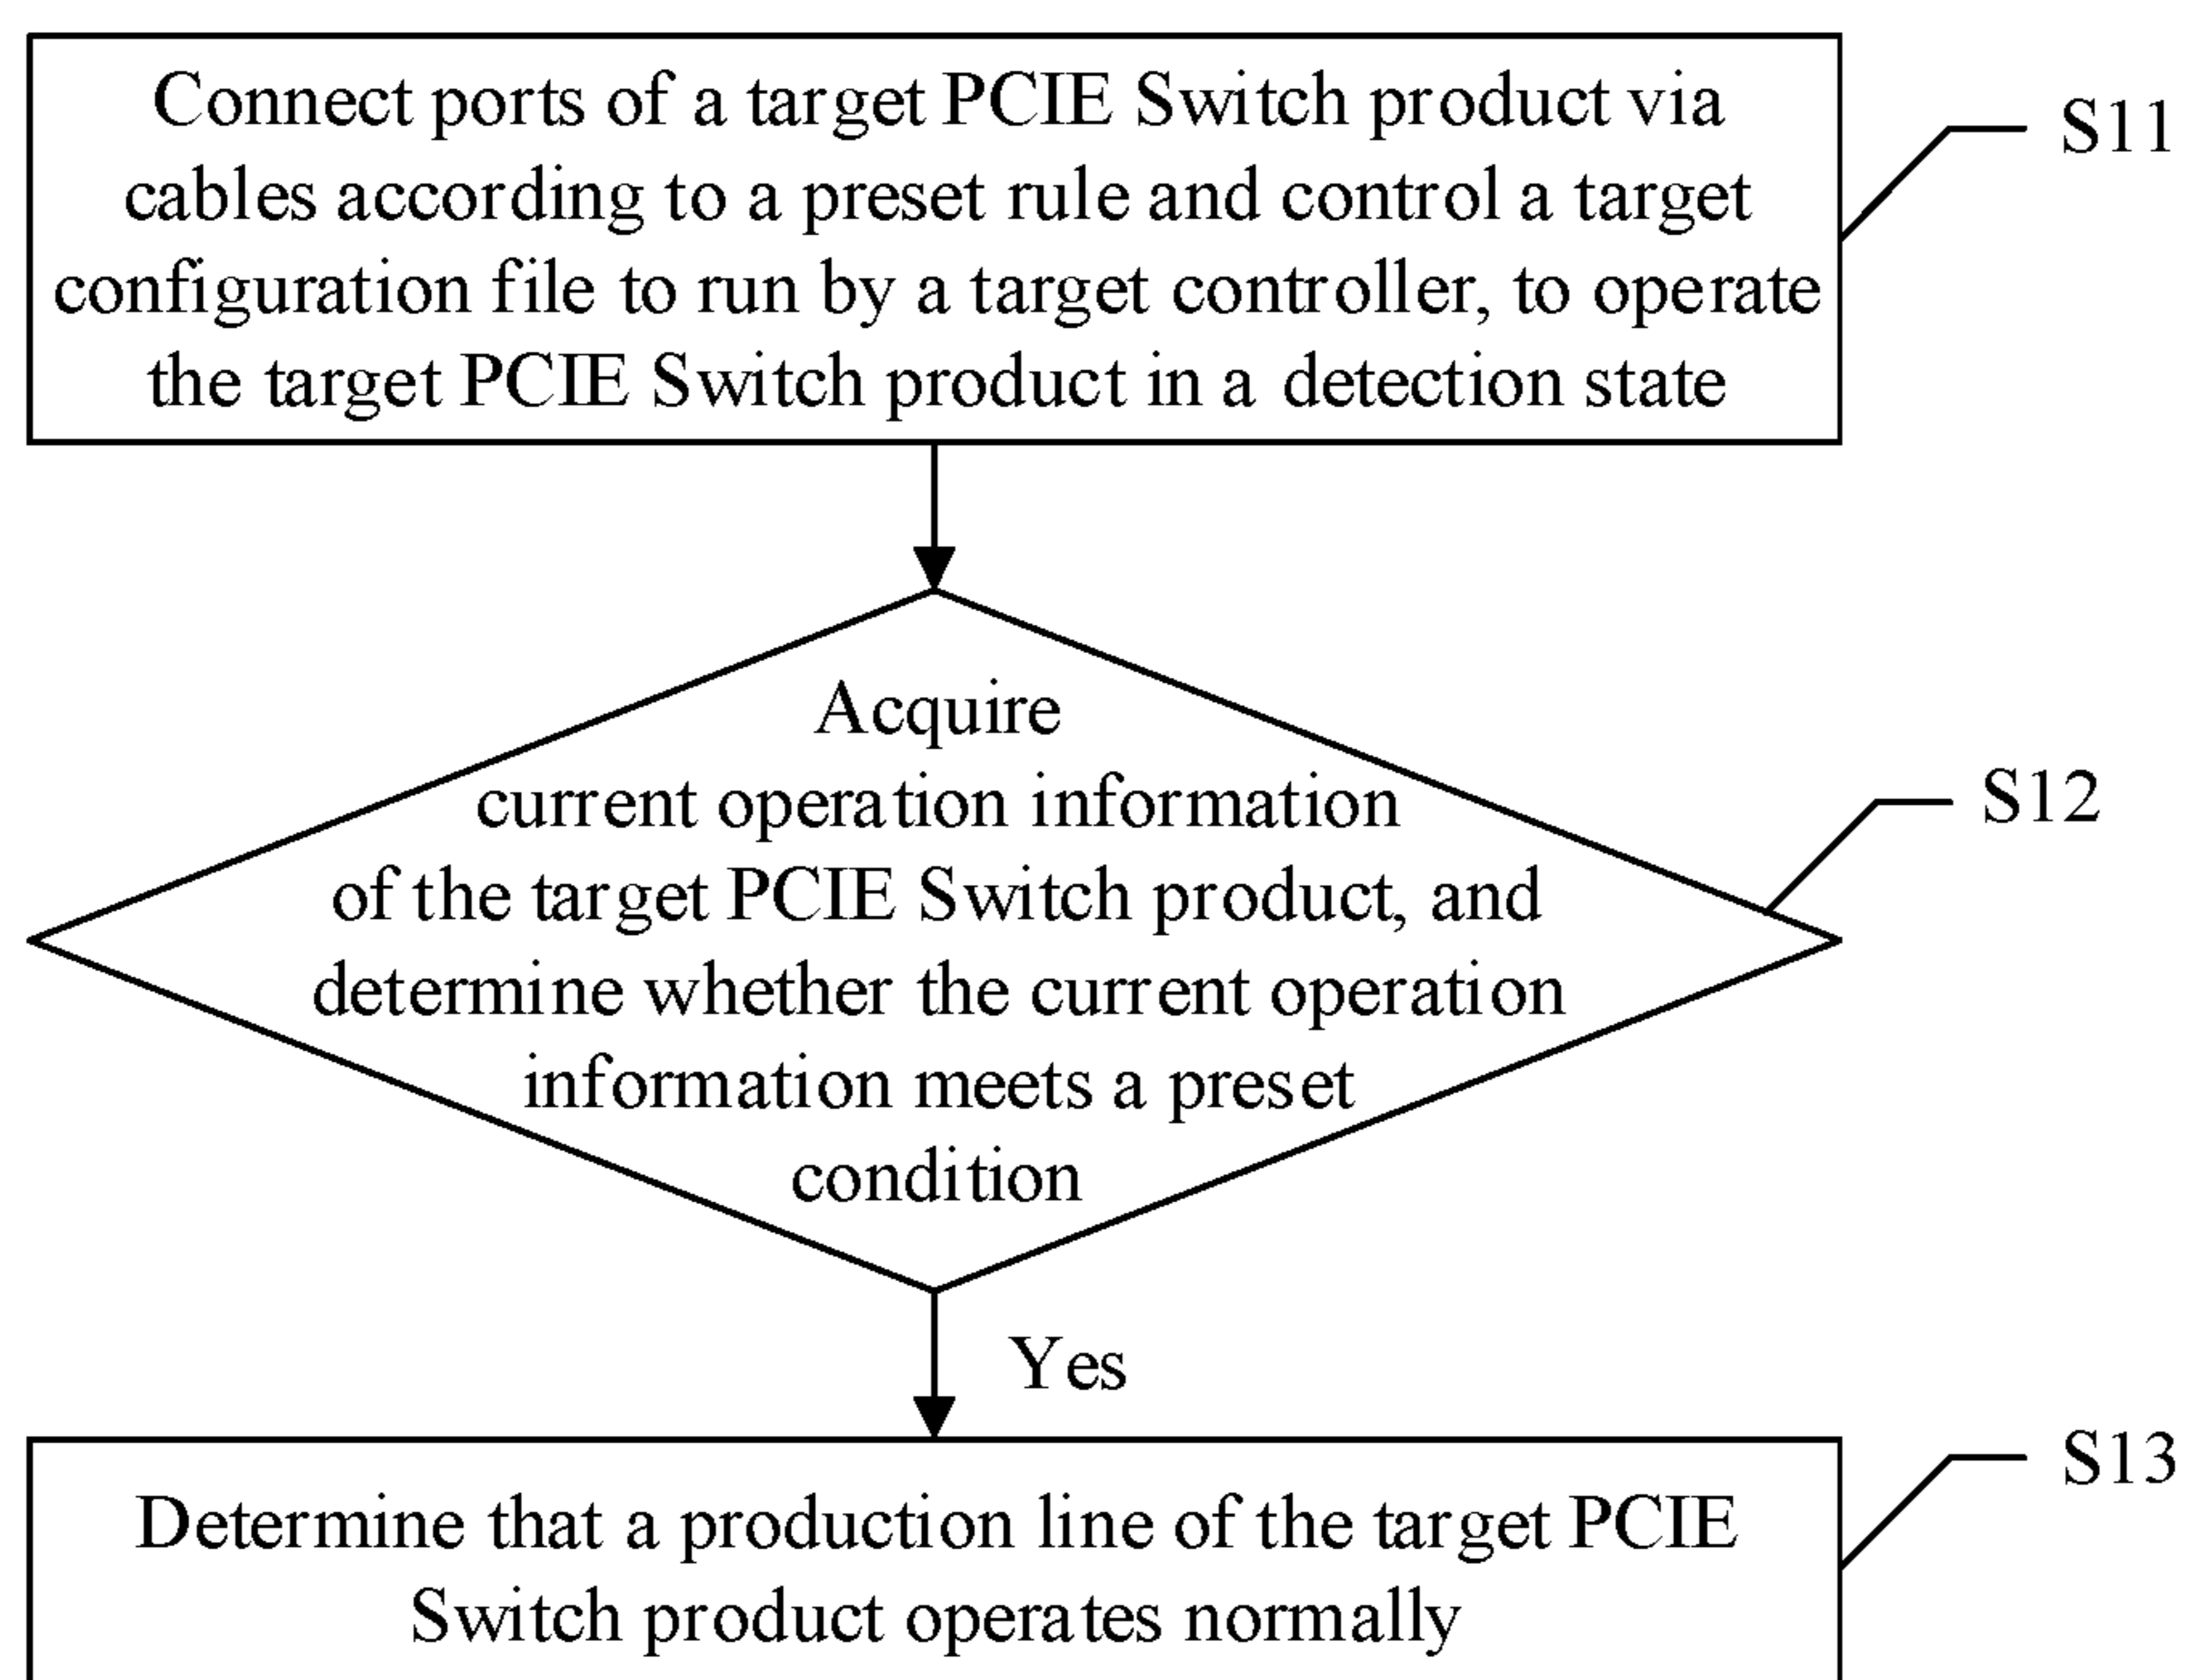 Connect ports of a target PCIE Switch product via
cables according to a preset rule and control a target
configuration file to run by a target controller, to operate
the target PCIE Switch product in a detection state
S11
Acquire
current operation information
of the target PCIE Switch product, and
determine whether the current operation
information meets a preset
condition
S12
Yes
Determine that a production line of the target PCIE
Switch product operates normally
S13